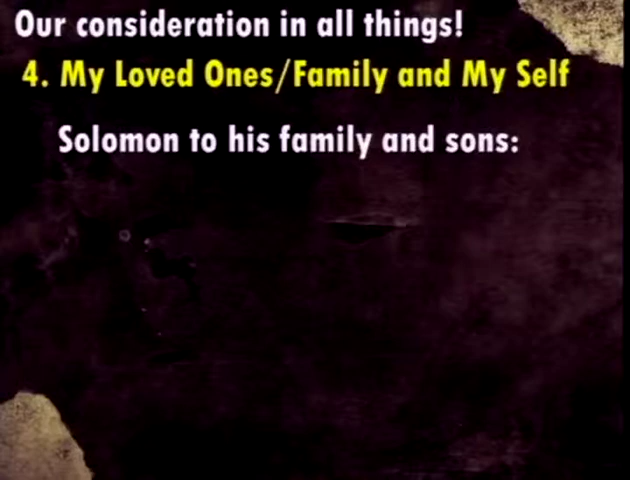 Our consideration in all things!
4. My Loved Ones/Family and My Self
Solomon to his family and sons: